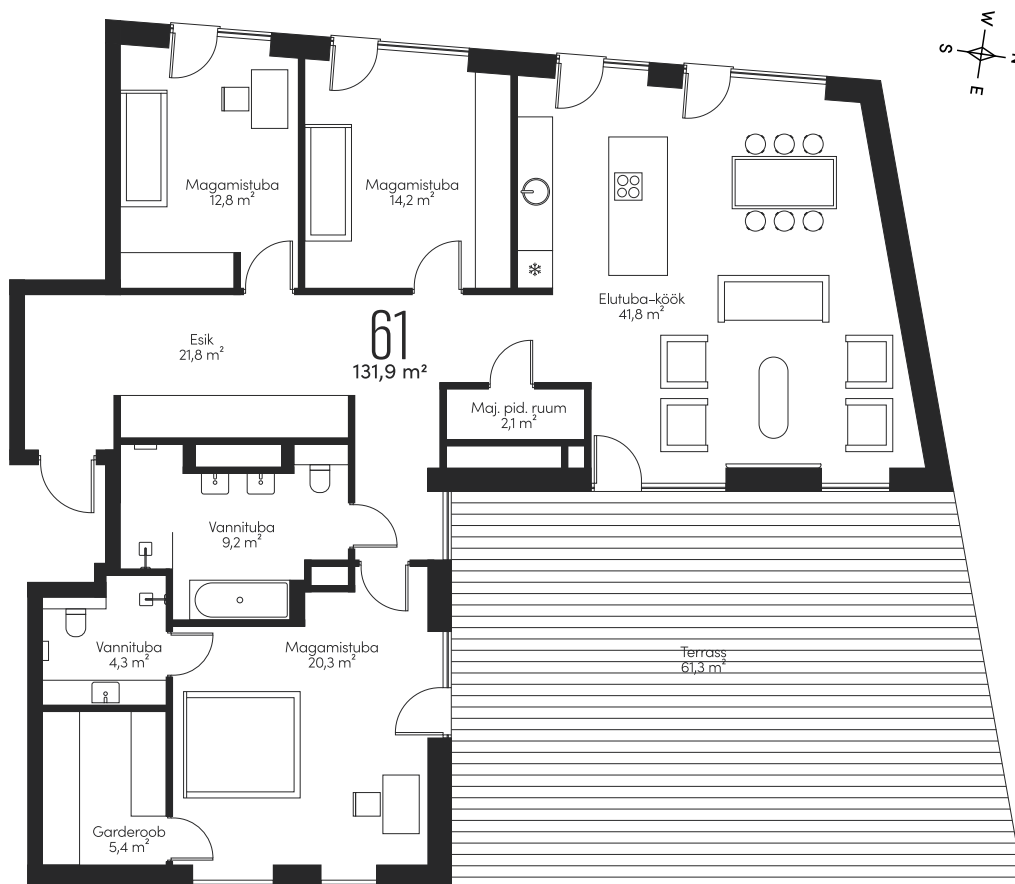 W
S
N
E
Magamistuba
12,8 m²
Magamistuba
14,2 m²
Elutuba-köök
41,8 m²
Esik
21,8 m²
61
131,9 m²
Maj. pid. ruum
2,1 m²
Vannituba
9,2 m²
Vannituba
4,3 m²
Magamistuba
20,3 m²
Terrass
61,3 m²
Garderoob
5,4 m²